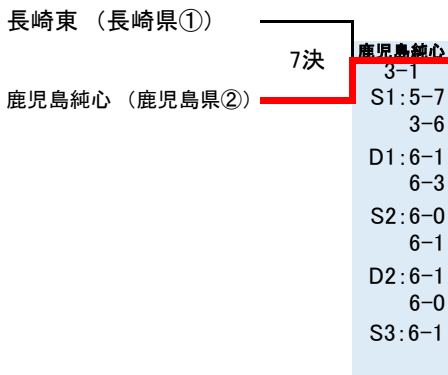 長崎東 （長崎県①）
7決
鹿児島純心
3-1
鹿児島純心 （鹿児島県②）
S1:5-7
3-6
D1:6-1
6-3
S2:6-0
6-1
D2:6-1
6-0
S3:6-1